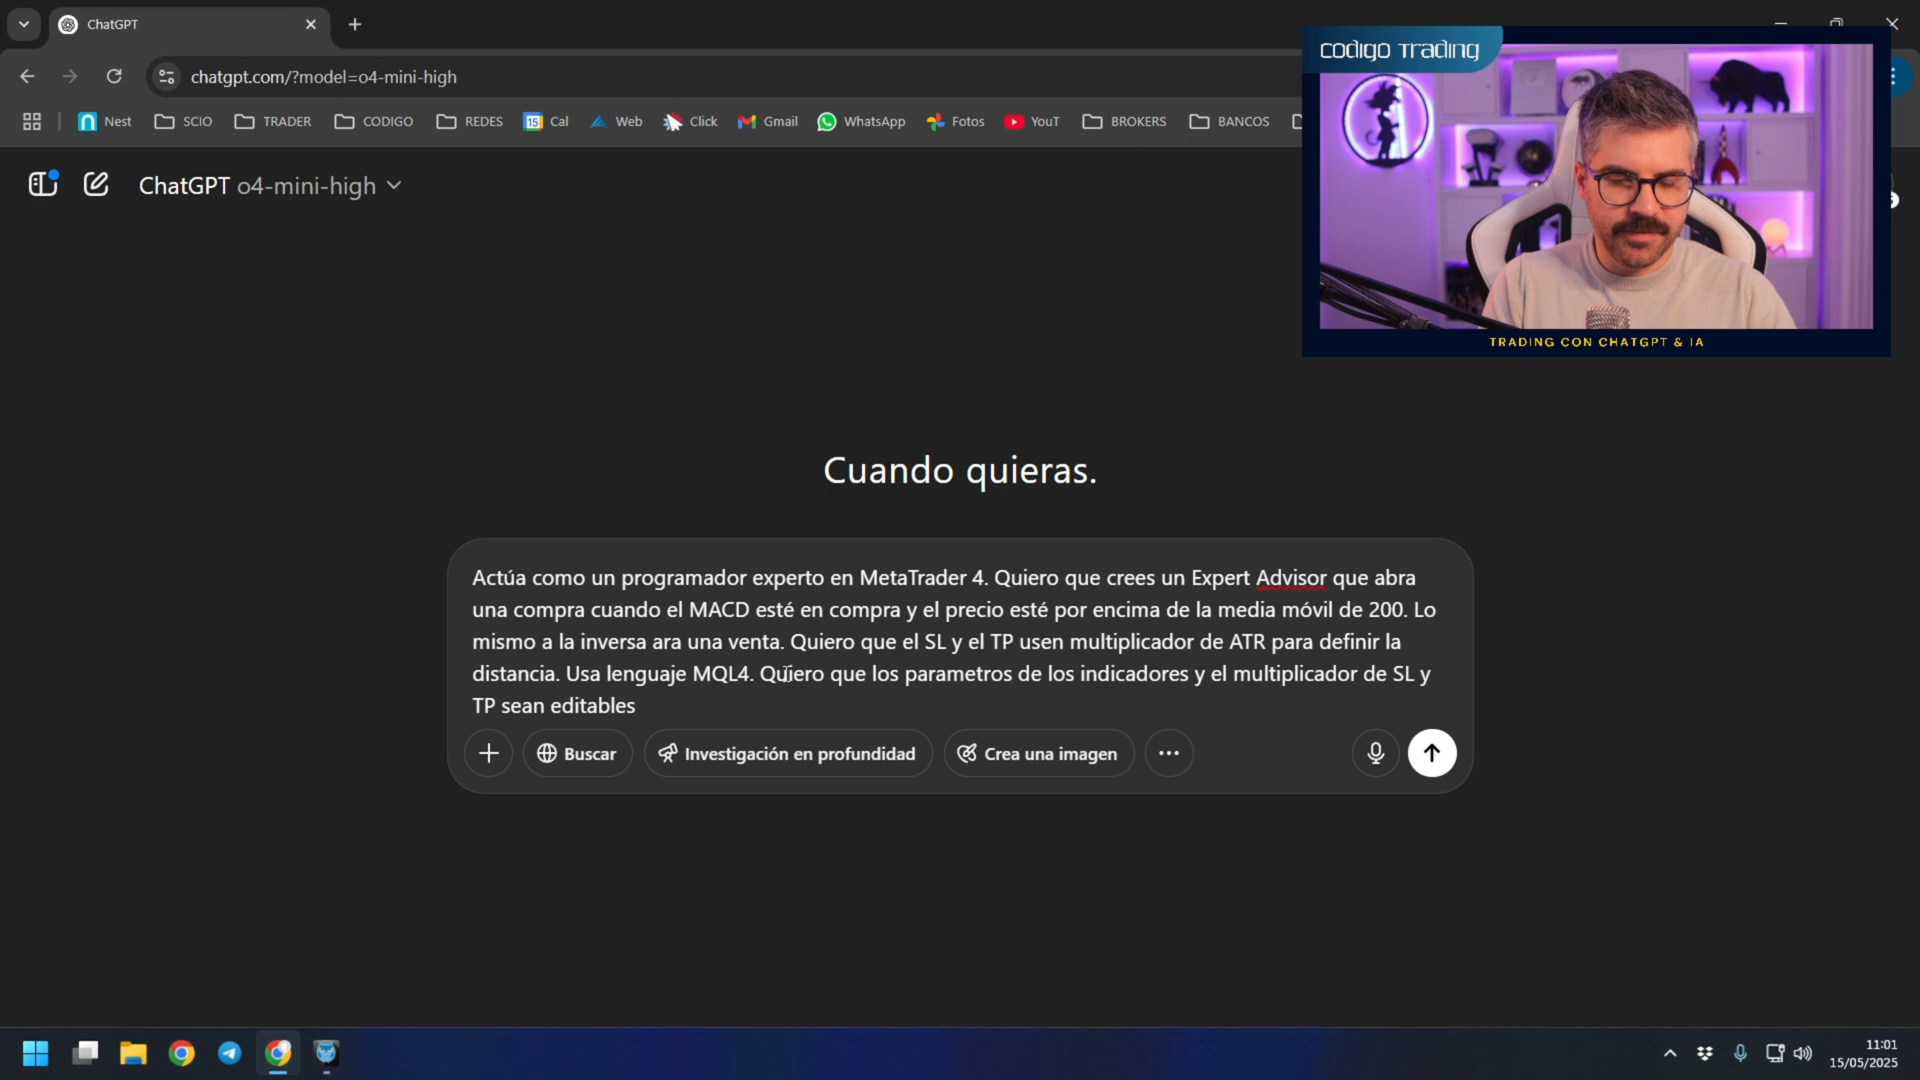 ChatGPT
chatgpt.com/?model=o4-mini-high
Nest
SCIO
TRADER
CODIGO
REDES
15
Cal
Web
Click
Gmail
WhatsApp
Fotos
YouT
BROKERS
BANCOS
codigo Trading
TRADING CON CHATGPT & IA
ChatGPT o4-mini-high
Cuando quieras.
Actúa como un programador experto en MetaTrader 4. Quiero que crees un Expert Advisor que abra
una compra cuando el MACD esté en compra y el precio esté por encima de la media móvil de 200. Lo
mismo a la inversa ara una venta. Quiero que el SL y el TP usen multiplicador de ATR para definir la
distancia. Usa lenguaje MQL4. Quiero que los parametros de los indicadores y el multiplicador de SL y
TP sean editables
Buscar
Investigación en profundidad
Crea una imagen
11:01
15/05/2025